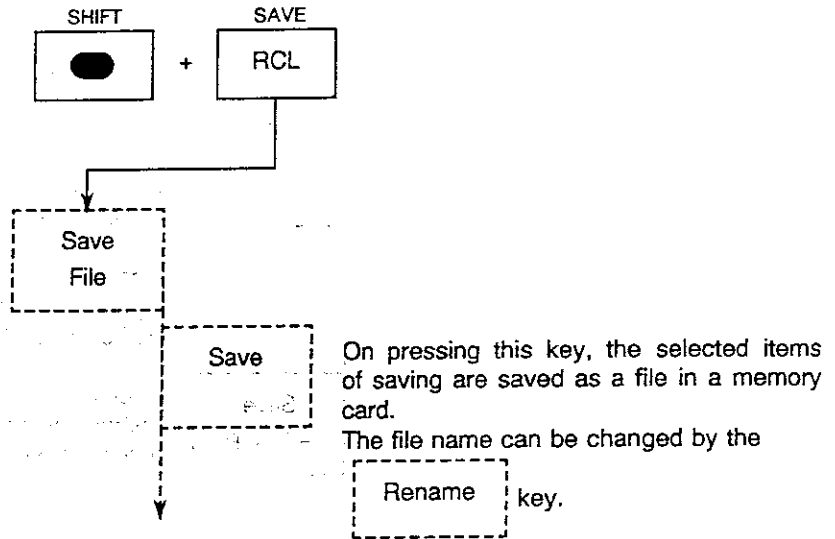 SHIFT SAVE
+ RCL
Save
File
Save
On pressing this key, the selected items
of saving are saved as a file in a memory
card.
The file name can be changed by the
Rename key.